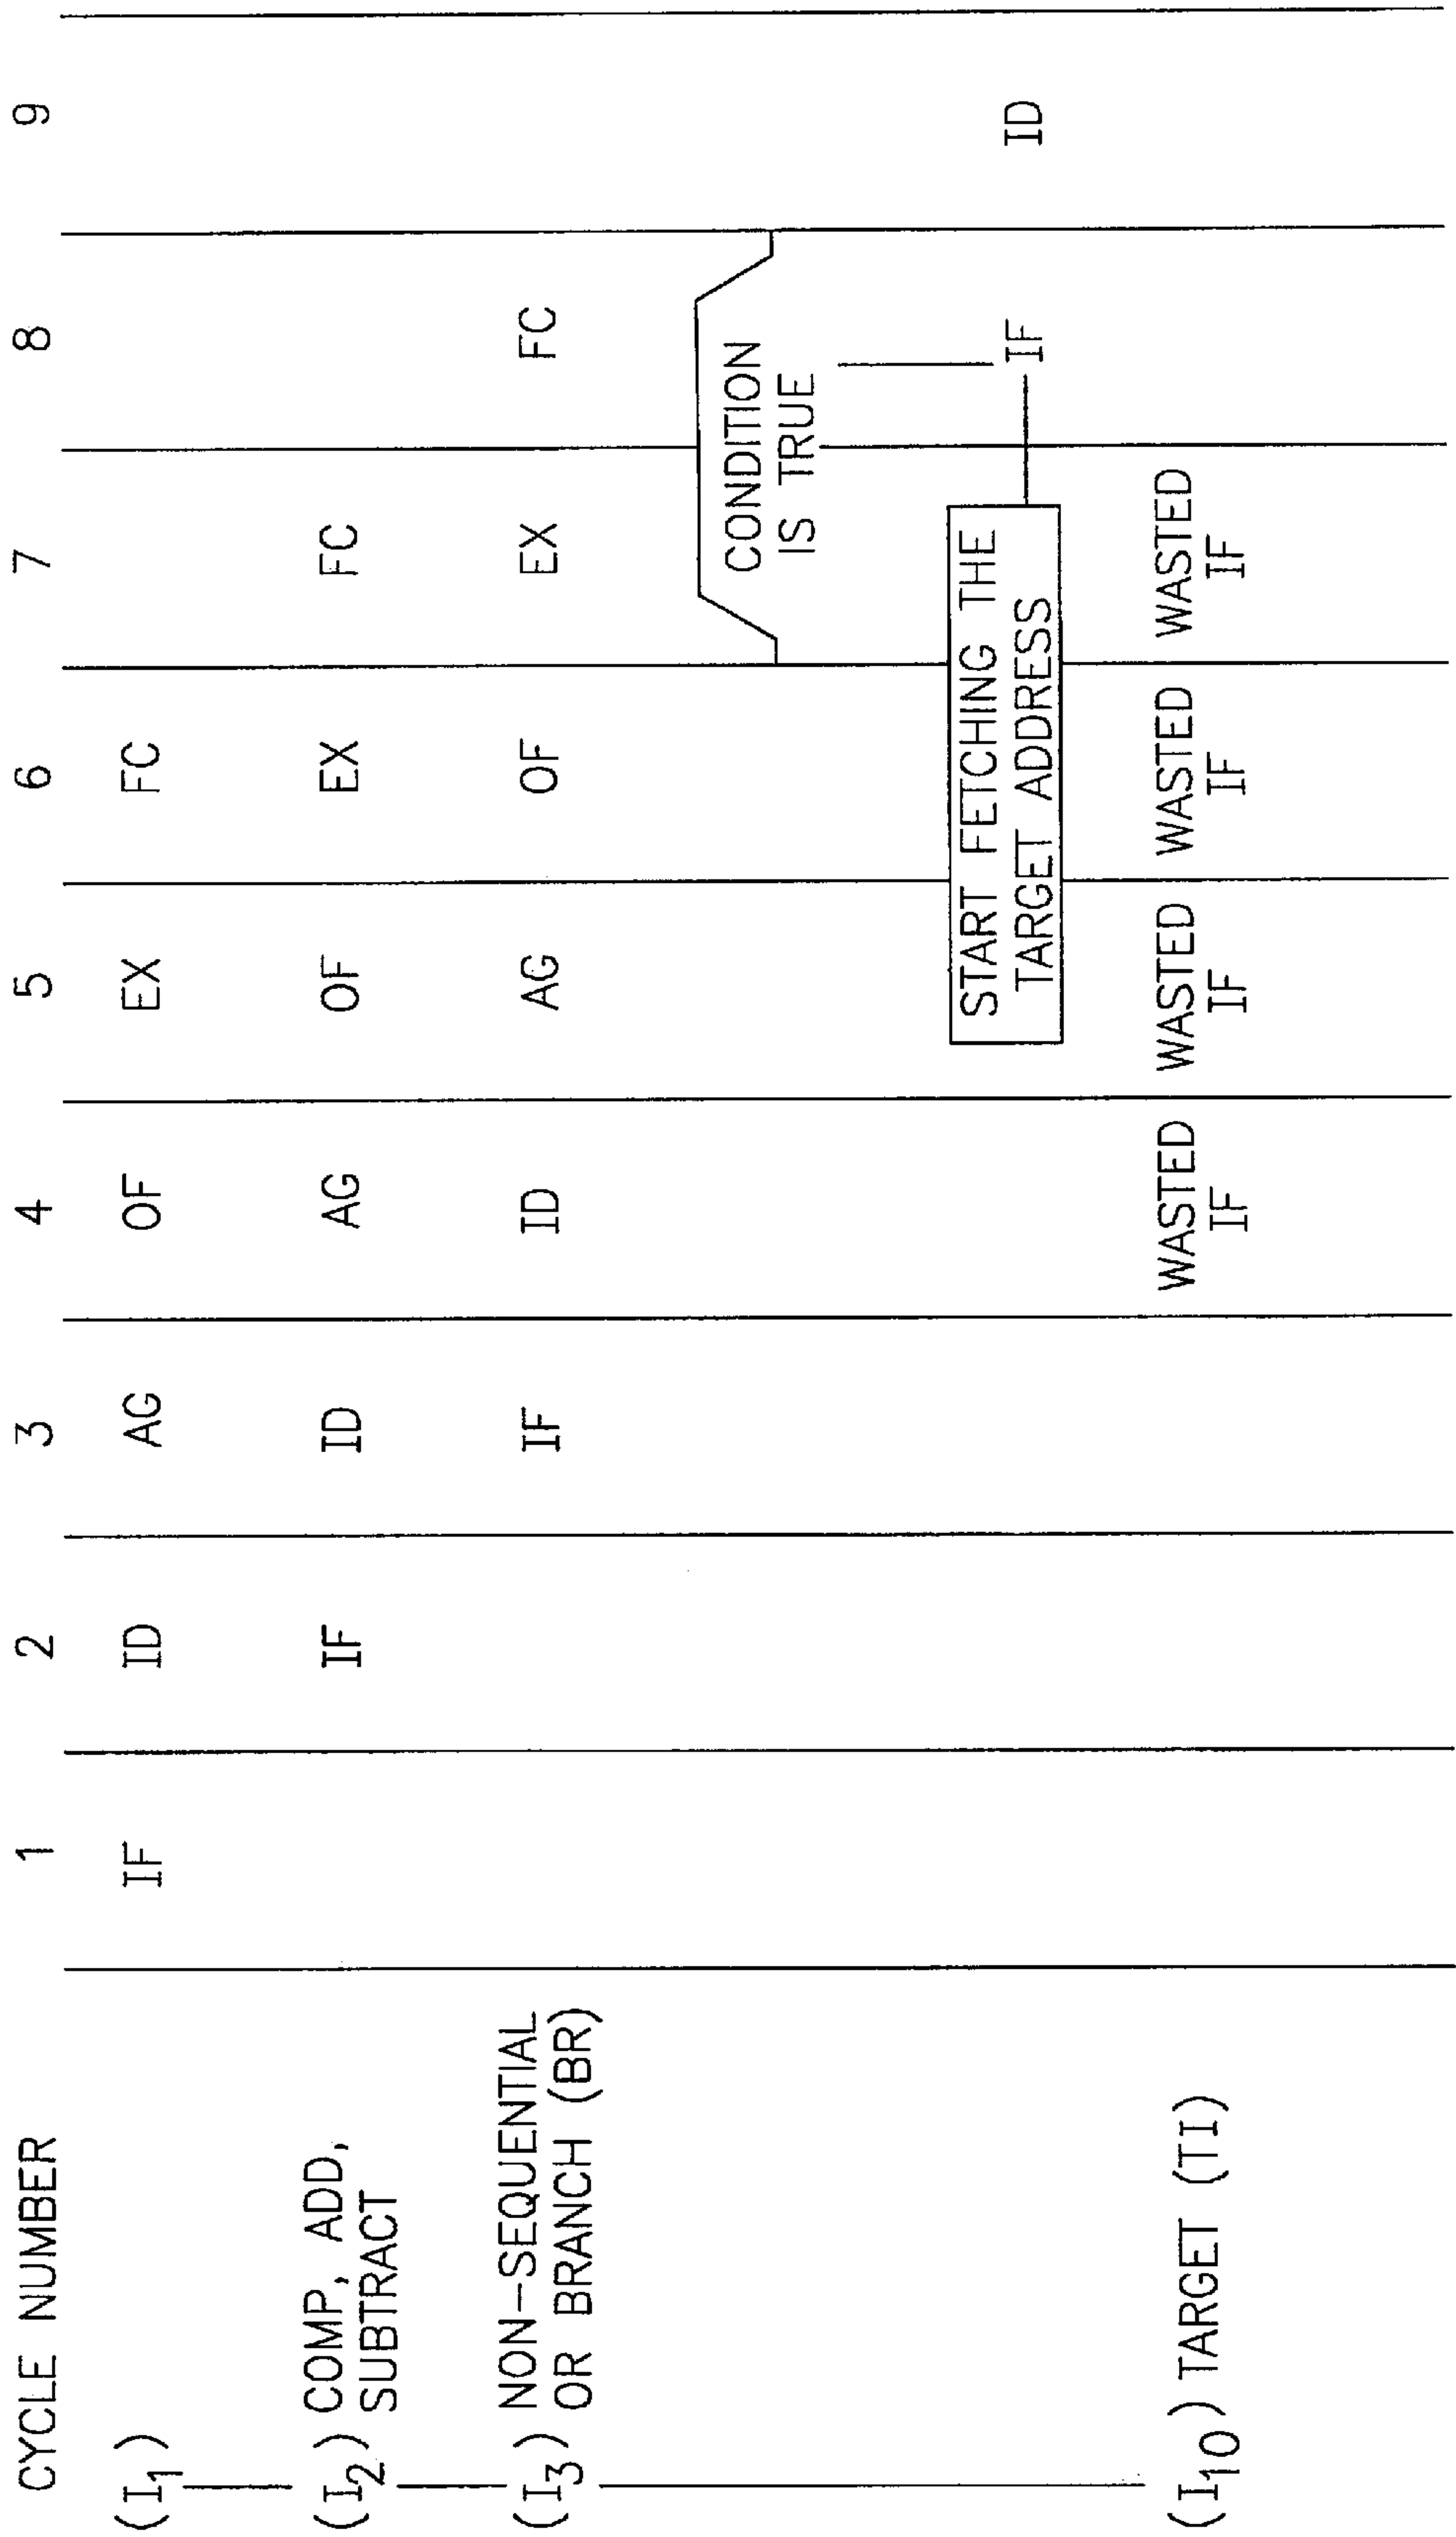 CYCLE NUMBER 1 2 3 4 5 6 7 8 9
(I1) IF ID AG OF EX FC
(I2) COMP, ADD, SUBTRACT IF ID AG OF EX FC
(I3) NON-SEQUENTIAL OR BRANCH (BR) IF ID AG OF EX FC
CONDITION
IS TRUE
START FETCHING THE
TARGET ADDRESS
IF ID
(I10) TARGET (TI)
WASTED IF
WASTED IF
WASTED IF
WASTED IF